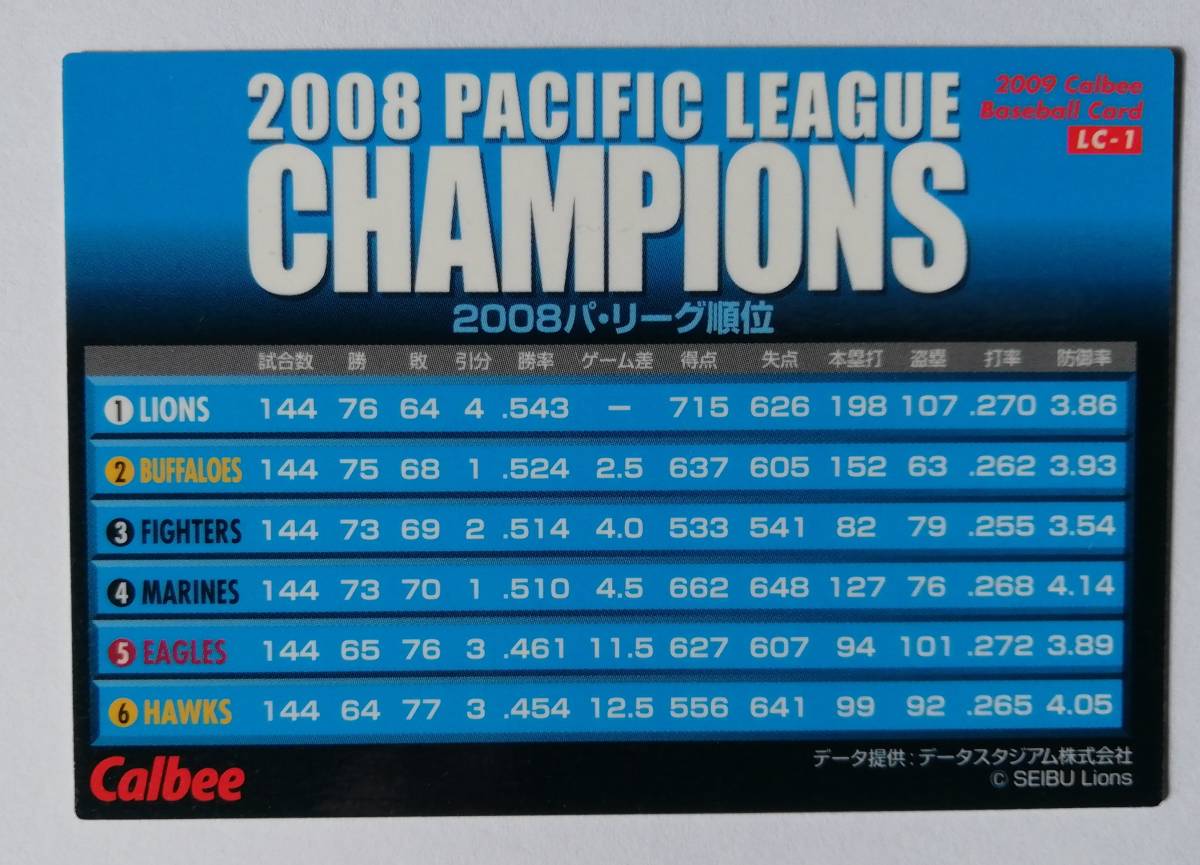 2008 PACIFIC LEAGUE
CHAMPIONS
2009 Calbee
Baseball Card
LC-1
2008パ・リーグ順位
試合数 勝 敗 引分 勝率 ゲーム差 得点 失点 本塁打 盗塁 打率 防御率
1 LIONS 144 76 64 4 .543 － 715 626 198 107 .270 3.86
2 BUFFALOES 144 75 68 1 .524 2.5 637 605 152 63 .262 3.93
3 FIGHTERS 144 73 69 2 .514 4.0 533 541 82 79 .255 3.54
4 MARINES 144 73 70 1 .510 4.5 662 648 127 76 .268 4.14
5 EAGLES 144 65 76 3 .461 11.5 627 607 94 101 .272 3.89
6 HAWKS 144 64 77 3 .454 12.5 556 641 99 92 .265 4.05
Calbee
データ提供：データスタジアム株式会社
© SEIBU Lions